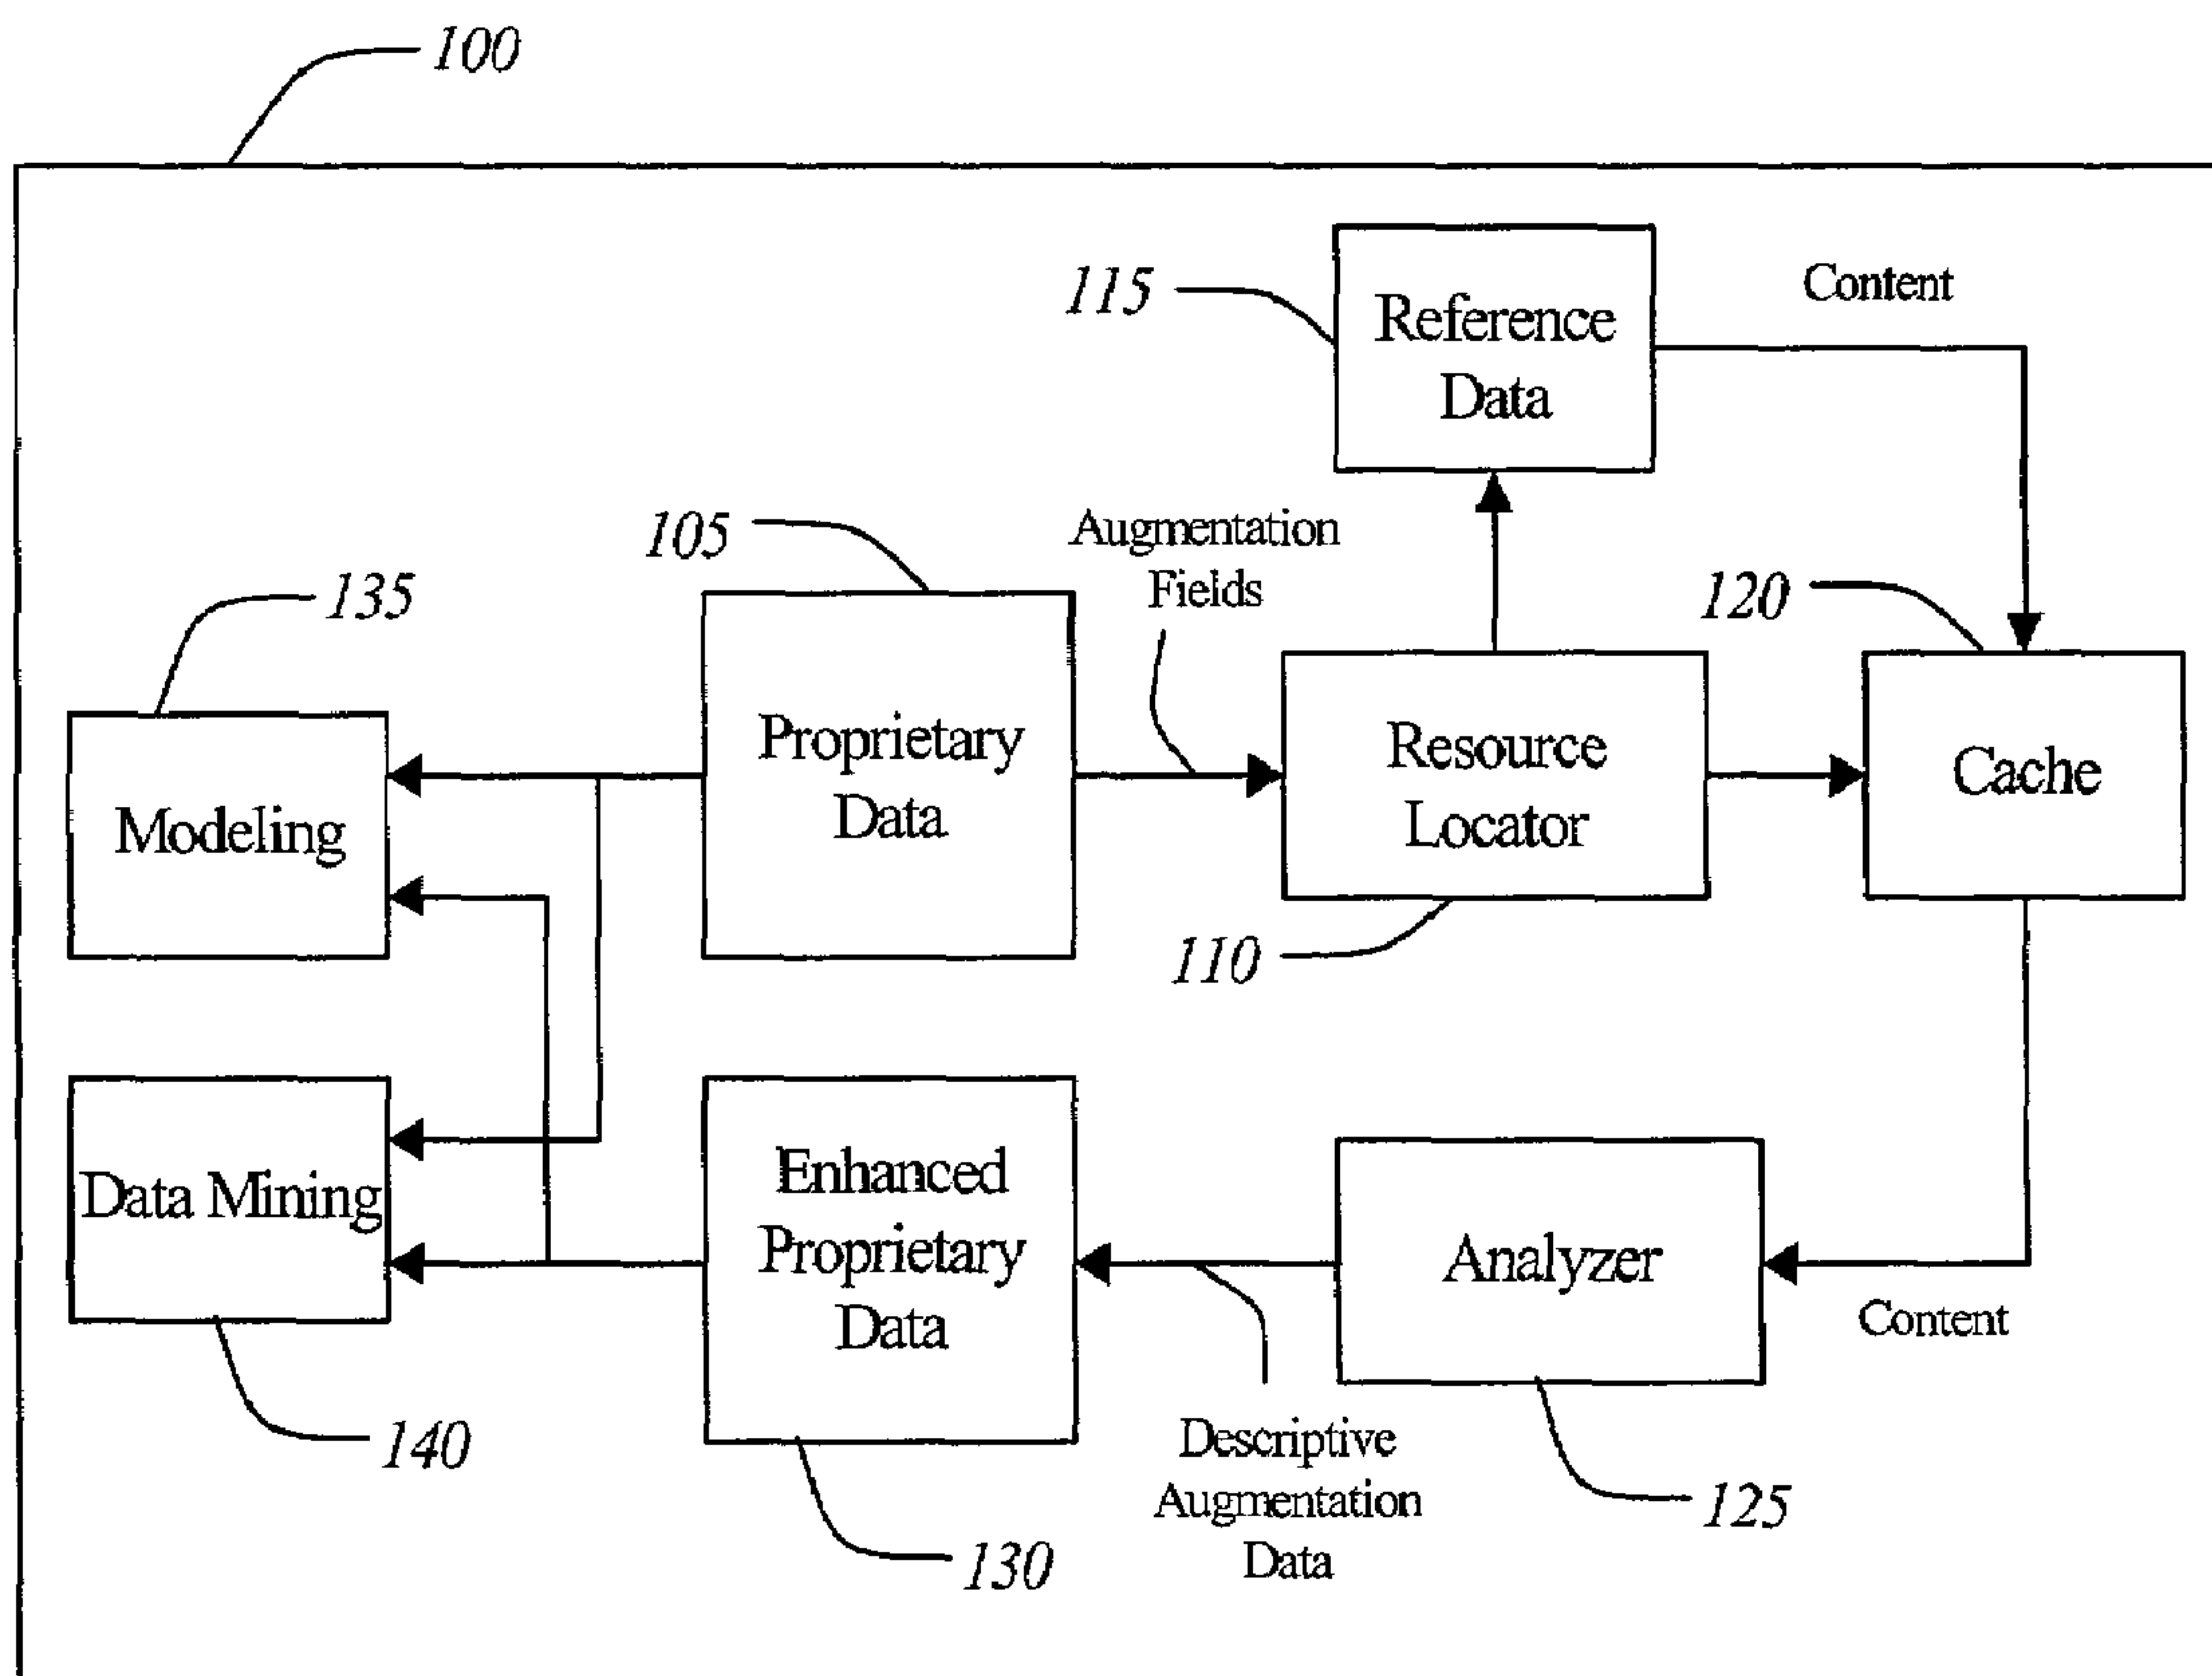 100
115
Reference
Data
Content
105
Augmentation
Fields
135
120
Proprietary
Data
Resource
Locator
Cache
Modeling
110
Data Mining
Enhanced
Proprietary
Data
Analyzer
Content
140
Descriptive
Augmentation
Data
125
130